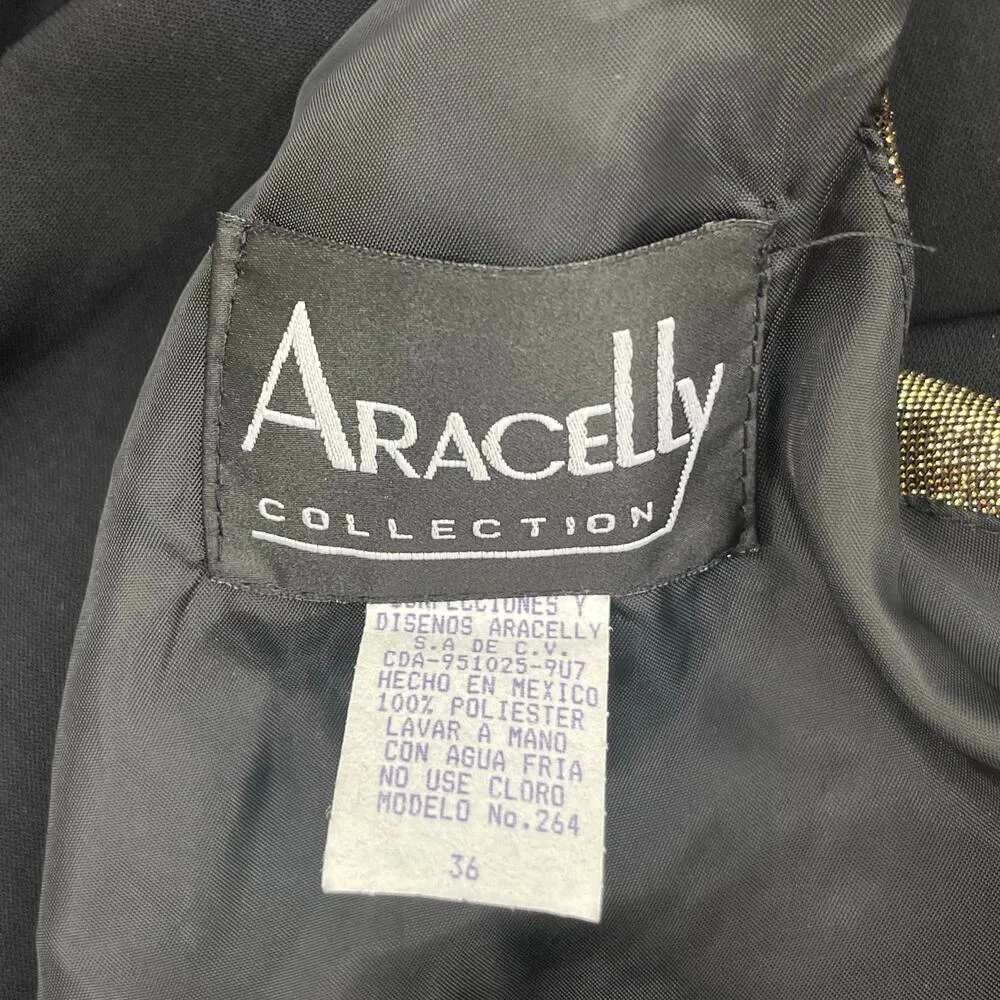 ARACELLY
COLLECTION
CONFECCIONES Y
DISENOS ARACELLY
S.A DE C.V.
CDA-951025-9U7
HECHO EN MEXICO
100% POLIESTER
LAVAR A MANO
CON AGUA FRIA
NO USE CLORO
MODELO No.264
36